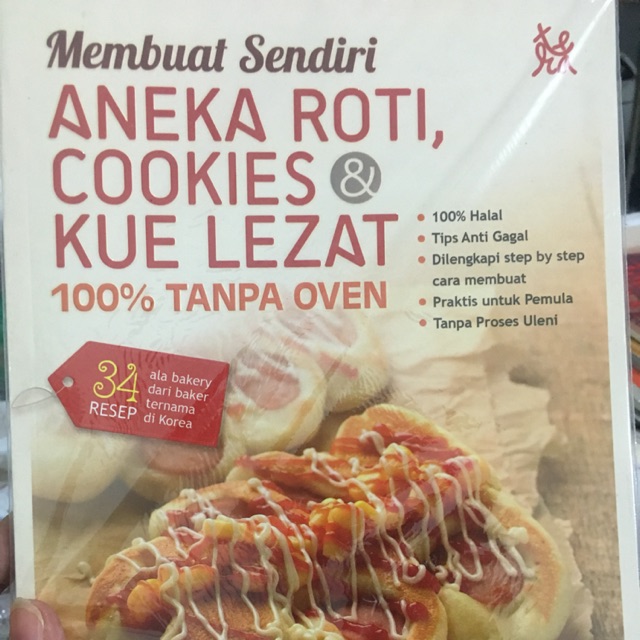 Membuat Sendiri
ANEKA ROTI,
COOKIES &
KUE LEZAT
100% TANPA OVEN
• 100% Halal
• Tips Anti Gagal
• Dilengkapi step by step
cara membuat
• Praktis untuk Pemula
• Tanpa Proses Uleni
34
RESEP
ala bakery
dari baker
ternama
di Korea